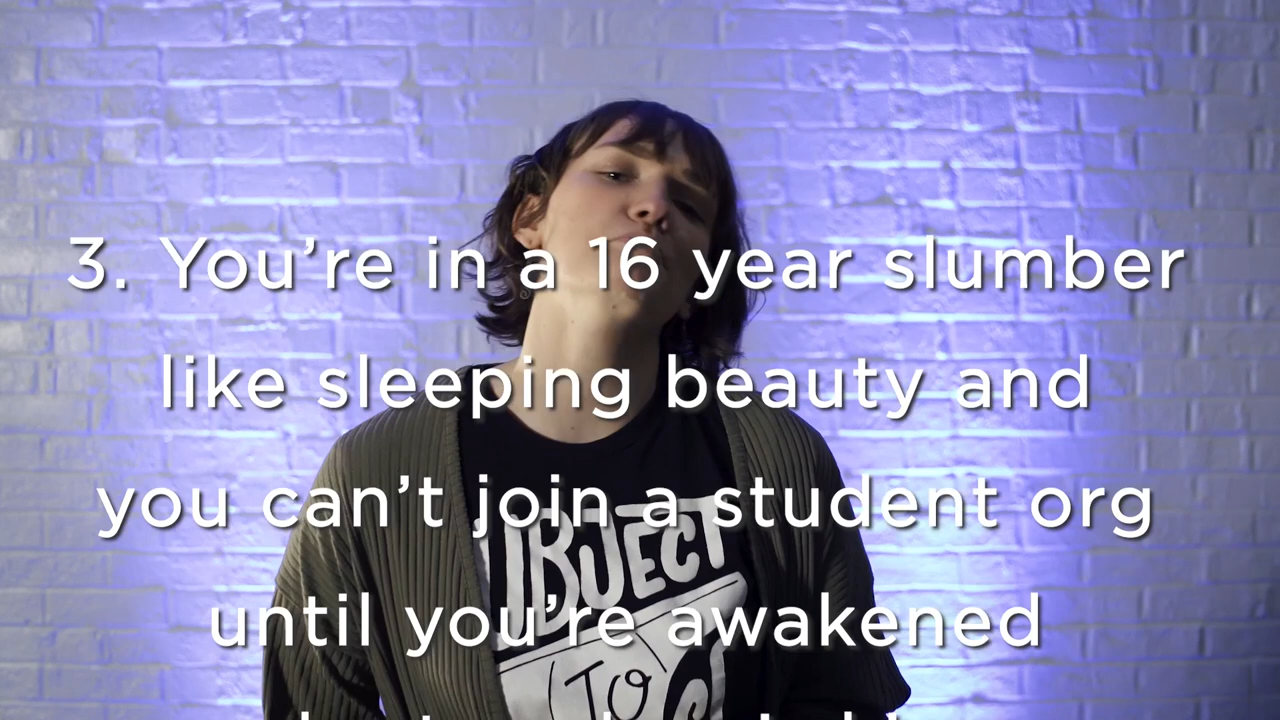 3. You’re in a 16 year slumber
like sleeping beauty and
you can’t join a student org
until you’re awakened
TO